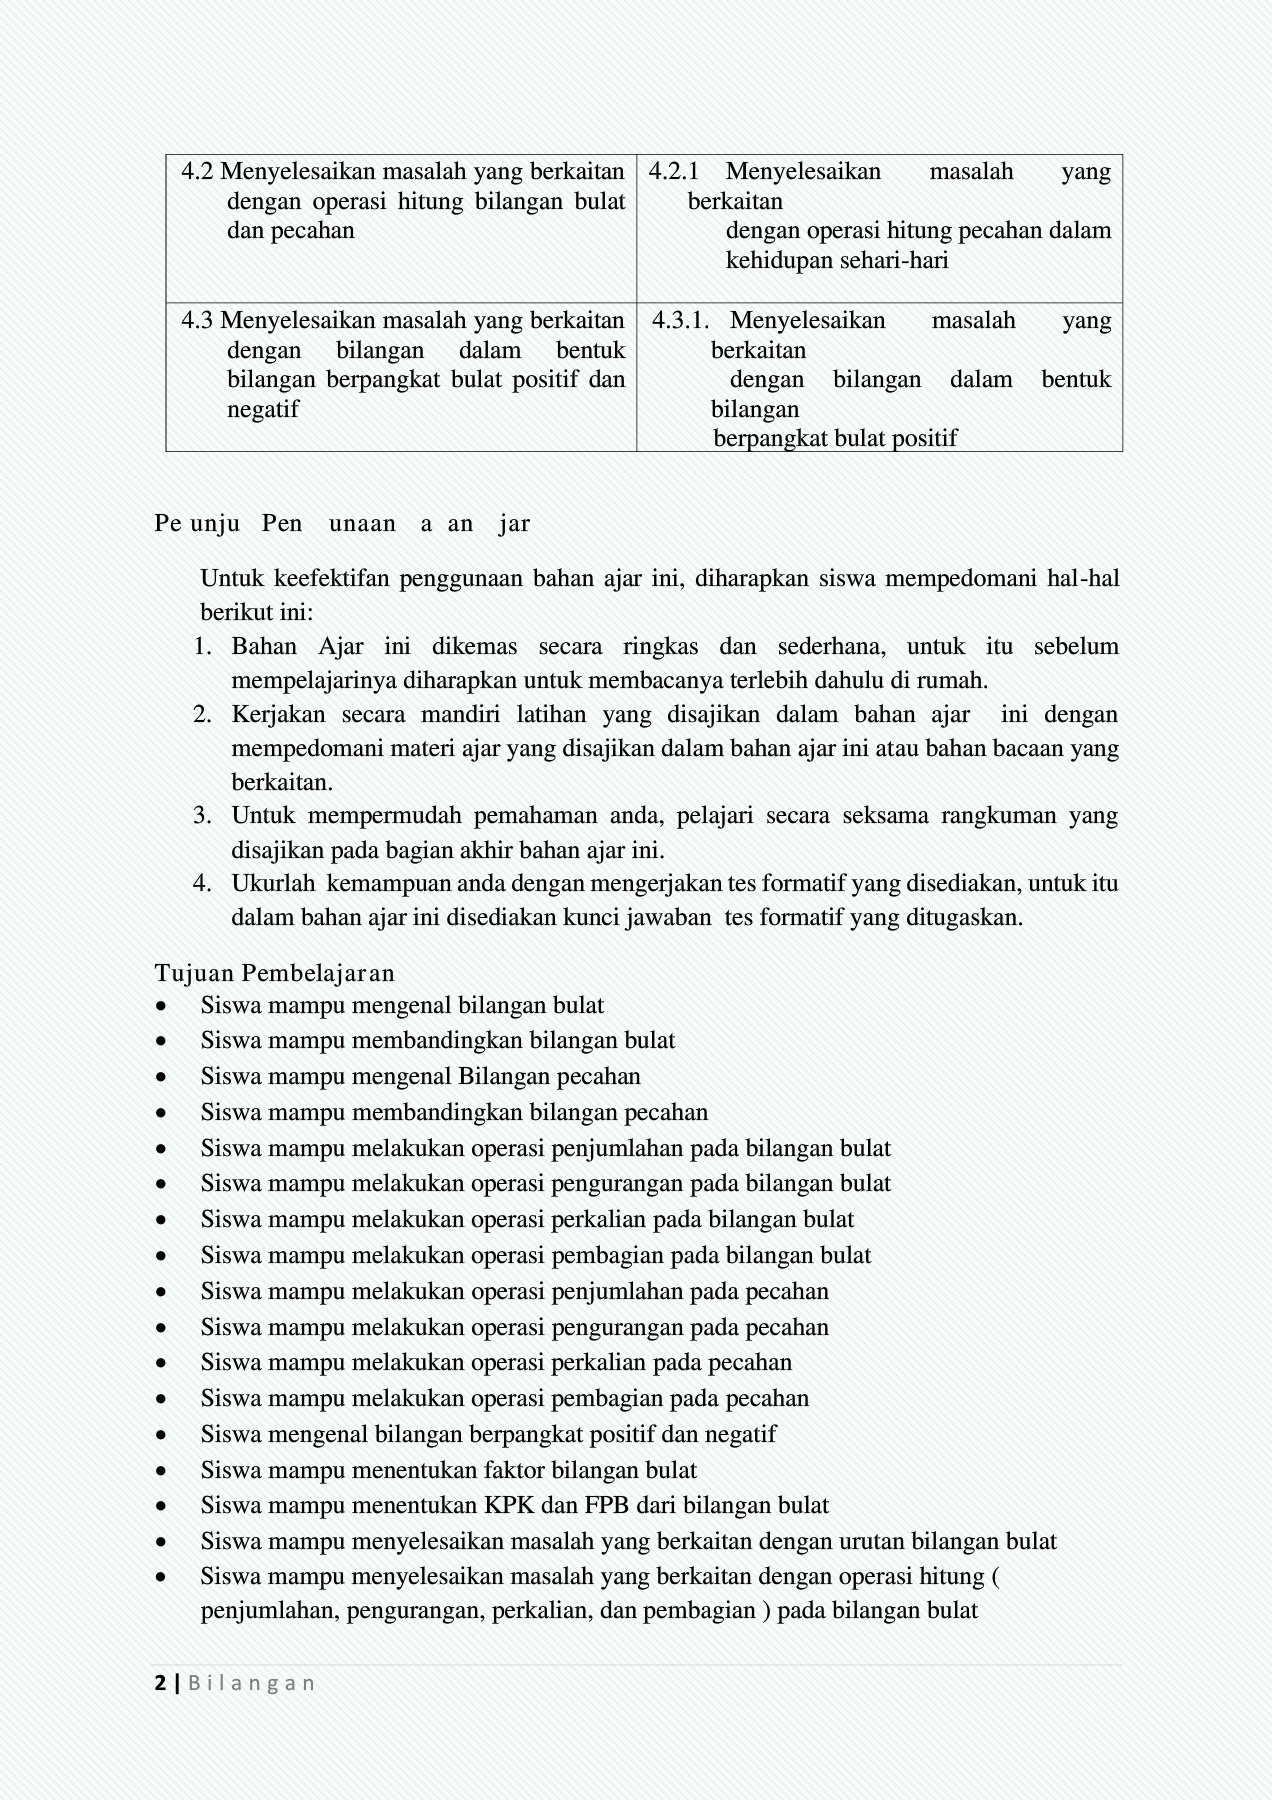 4.2 Menyelesaikan masalah yang berkaitan
dengan operasi hitung bilangan bulat
dan pecahan
4.2.1 Menyelesaikan masalah yang
berkaitan
dengan operasi hitung pecahan dalam
kehidupan sehari-hari
4.3 Menyelesaikan masalah yang berkaitan
dengan bilangan dalam bentuk
bilangan berpangkat bulat positif dan
negatif
4.3.1. Menyelesaikan masalah yang
berkaitan
dengan bilangan dalam bentuk
bilangan
berpangkat bulat positif
Pe unju Pen unaan a an jar
Untuk keefektifan penggunaan bahan ajar ini, diharapkan siswa mempedomani hal-hal
berikut ini:
1. Bahan Ajar ini dikemas secara ringkas dan sederhana, untuk itu sebelum
mempelajarinya diharapkan untuk membacanya terlebih dahulu di rumah.
2. Kerjakan secara mandiri latihan yang disajikan dalam bahan ajar ini dengan
mempedomani materi ajar yang disajikan dalam bahan ajar ini atau bahan bacaan yang
berkaitan.
3. Untuk mempermudah pemahaman anda, pelajari secara seksama rangkuman yang
disajikan pada bagian akhir bahan ajar ini.
4. Ukurlah kemampuan anda dengan mengerjakan tes formatif yang disediakan, untuk itu
dalam bahan ajar ini disediakan kunci jawaban tes formatif yang ditugaskan.
Tujuan Pembelajaran
• Siswa mampu mengenal bilangan bulat
• Siswa mampu membandingkan bilangan bulat
• Siswa mampu mengenal Bilangan pecahan
• Siswa mampu membandingkan bilangan pecahan
• Siswa mampu melakukan operasi penjumlahan pada bilangan bulat
• Siswa mampu melakukan operasi pengurangan pada bilangan bulat
• Siswa mampu melakukan operasi perkalian pada bilangan bulat
• Siswa mampu melakukan operasi pembagian pada bilangan bulat
• Siswa mampu melakukan operasi penjumlahan pada pecahan
• Siswa mampu melakukan operasi pengurangan pada pecahan
• Siswa mampu melakukan operasi perkalian pada pecahan
• Siswa mampu melakukan operasi pembagian pada pecahan
• Siswa mengenal bilangan berpangkat positif dan negatif
• Siswa mampu menentukan faktor bilangan bulat
• Siswa mampu menentukan KPK dan FPB dari bilangan bulat
• Siswa mampu menyelesaikan masalah yang berkaitan dengan urutan bilangan bulat
• Siswa mampu menyelesaikan masalah yang berkaitan dengan operasi hitung (
penjumlahan, pengurangan, perkalian, dan pembagian ) pada bilangan bulat
2 | Bilangan